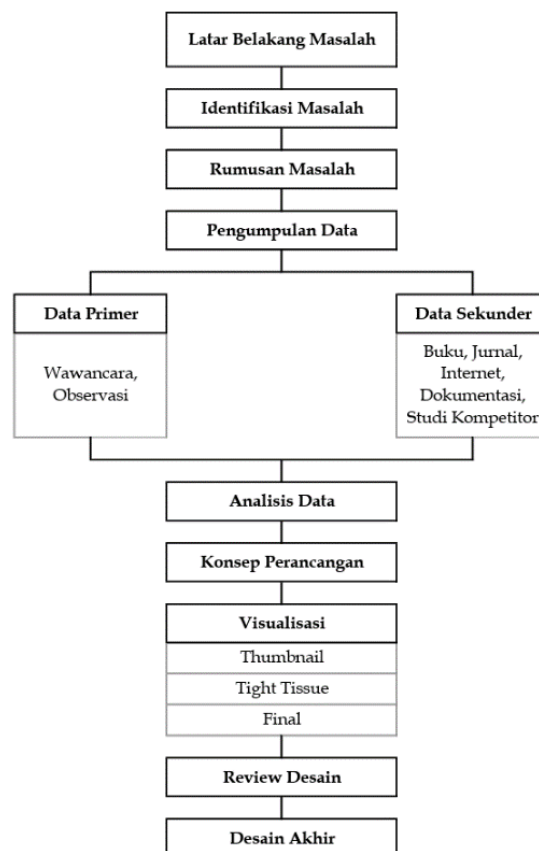 Latar Belakang Masalah
Identifikasi Masalah
Rumusan Masalah
Pengumpulan Data
Data Primer
Wawancara,
Observasi
Data Sekunder
Buku, Jurnal,
Internet,
Dokumentasi,
Studi Kompetitor
Analisis Data
Konsep Perancangan
Visualisasi
Thumbnail
Tight Tissue
Final
Review Desain
Desain Akhir